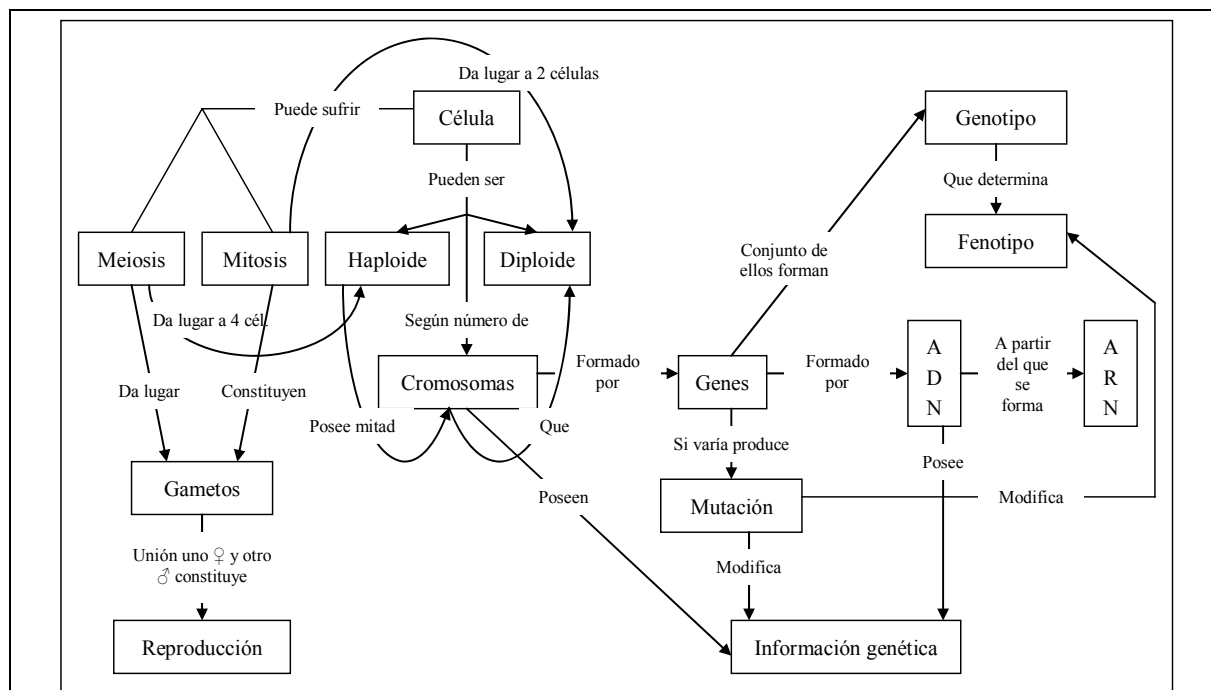 Da lugar a 2 células
Puede sufrir
Célula
Genotipo
Pueden ser
Que determina
Meiosis
Mitosis
Haploide
Diploide
Conjunto de
ellos forman
Fenotipo
Da lugar a 4 cél.
Según número de
Cromosomas
Formado
por
Genes
Formado
por
A
D
N
A partir
del que
se
forma
A
R
N
Da lugar
Constituyen
Posee mitad
Que
Si varía produce
Posee
Gametos
Poseen
Mutación
Modifica
Unión uno ♀ y otro
♂ constituye
Modifica
Reproducción
Información genética